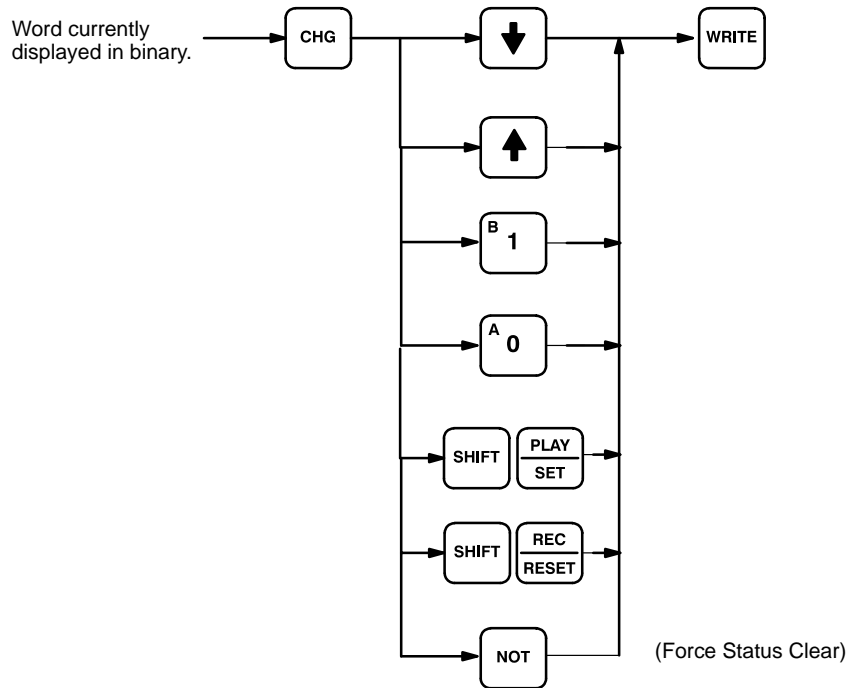 Word currently
displayed in binary.
CHG
WRITE
B
1
A
0
SHIFT
PLAY
SET
SHIFT
REC
RESET
NOT
(Force Status Clear)